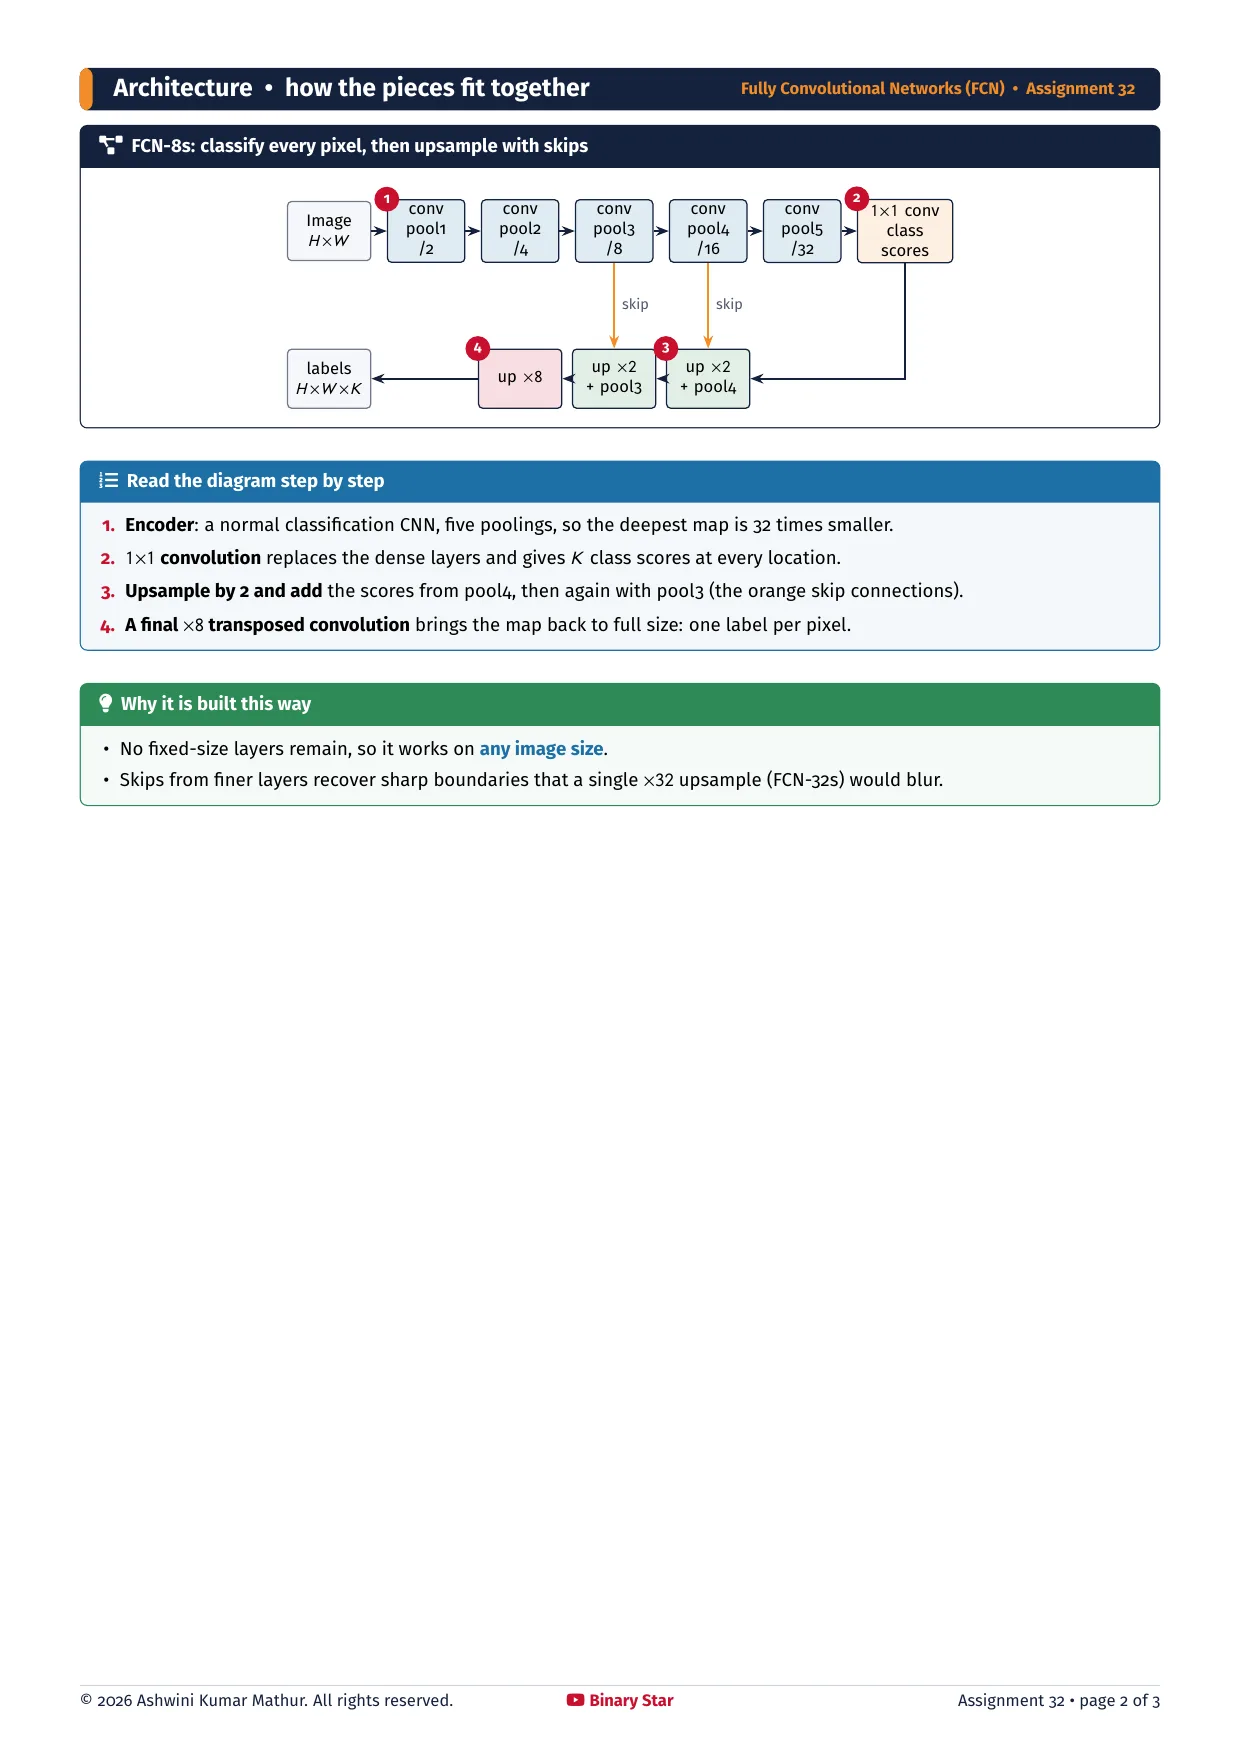 Architecture • how the pieces fit together
Fully Convolutional Networks (FCN) • Assignment 32
FCN-8s: classify every pixel, then upsample with skips
Image
H×W
1
conv
pool1
/2
conv
pool2
/4
conv
pool3
/8
conv
pool4
/16
conv
pool5
/32
2
1×1 conv
class
scores
skip
skip
labels
H×W×K
4
up ×8
up ×2
+ pool3
3
up ×2
+ pool4
Read the diagram step by step
1. Encoder: a normal classification CNN, five poolings, so the deepest map is 32 times smaller.
2. 1×1 convolution replaces the dense layers and gives K class scores at every location.
3. Upsample by 2 and add the scores from pool4, then again with pool3 (the orange skip connections).
4. A final ×8 transposed convolution brings the map back to full size: one label per pixel.
Why it is built this way
• No fixed-size layers remain, so it works on any image size.
• Skips from finer layers recover sharp boundaries that a single ×32 upsample (FCN-32s) would blur.
© 2026 Ashwini Kumar Mathur. All rights reserved.
Binary Star
Assignment 32 • page 2 of 3